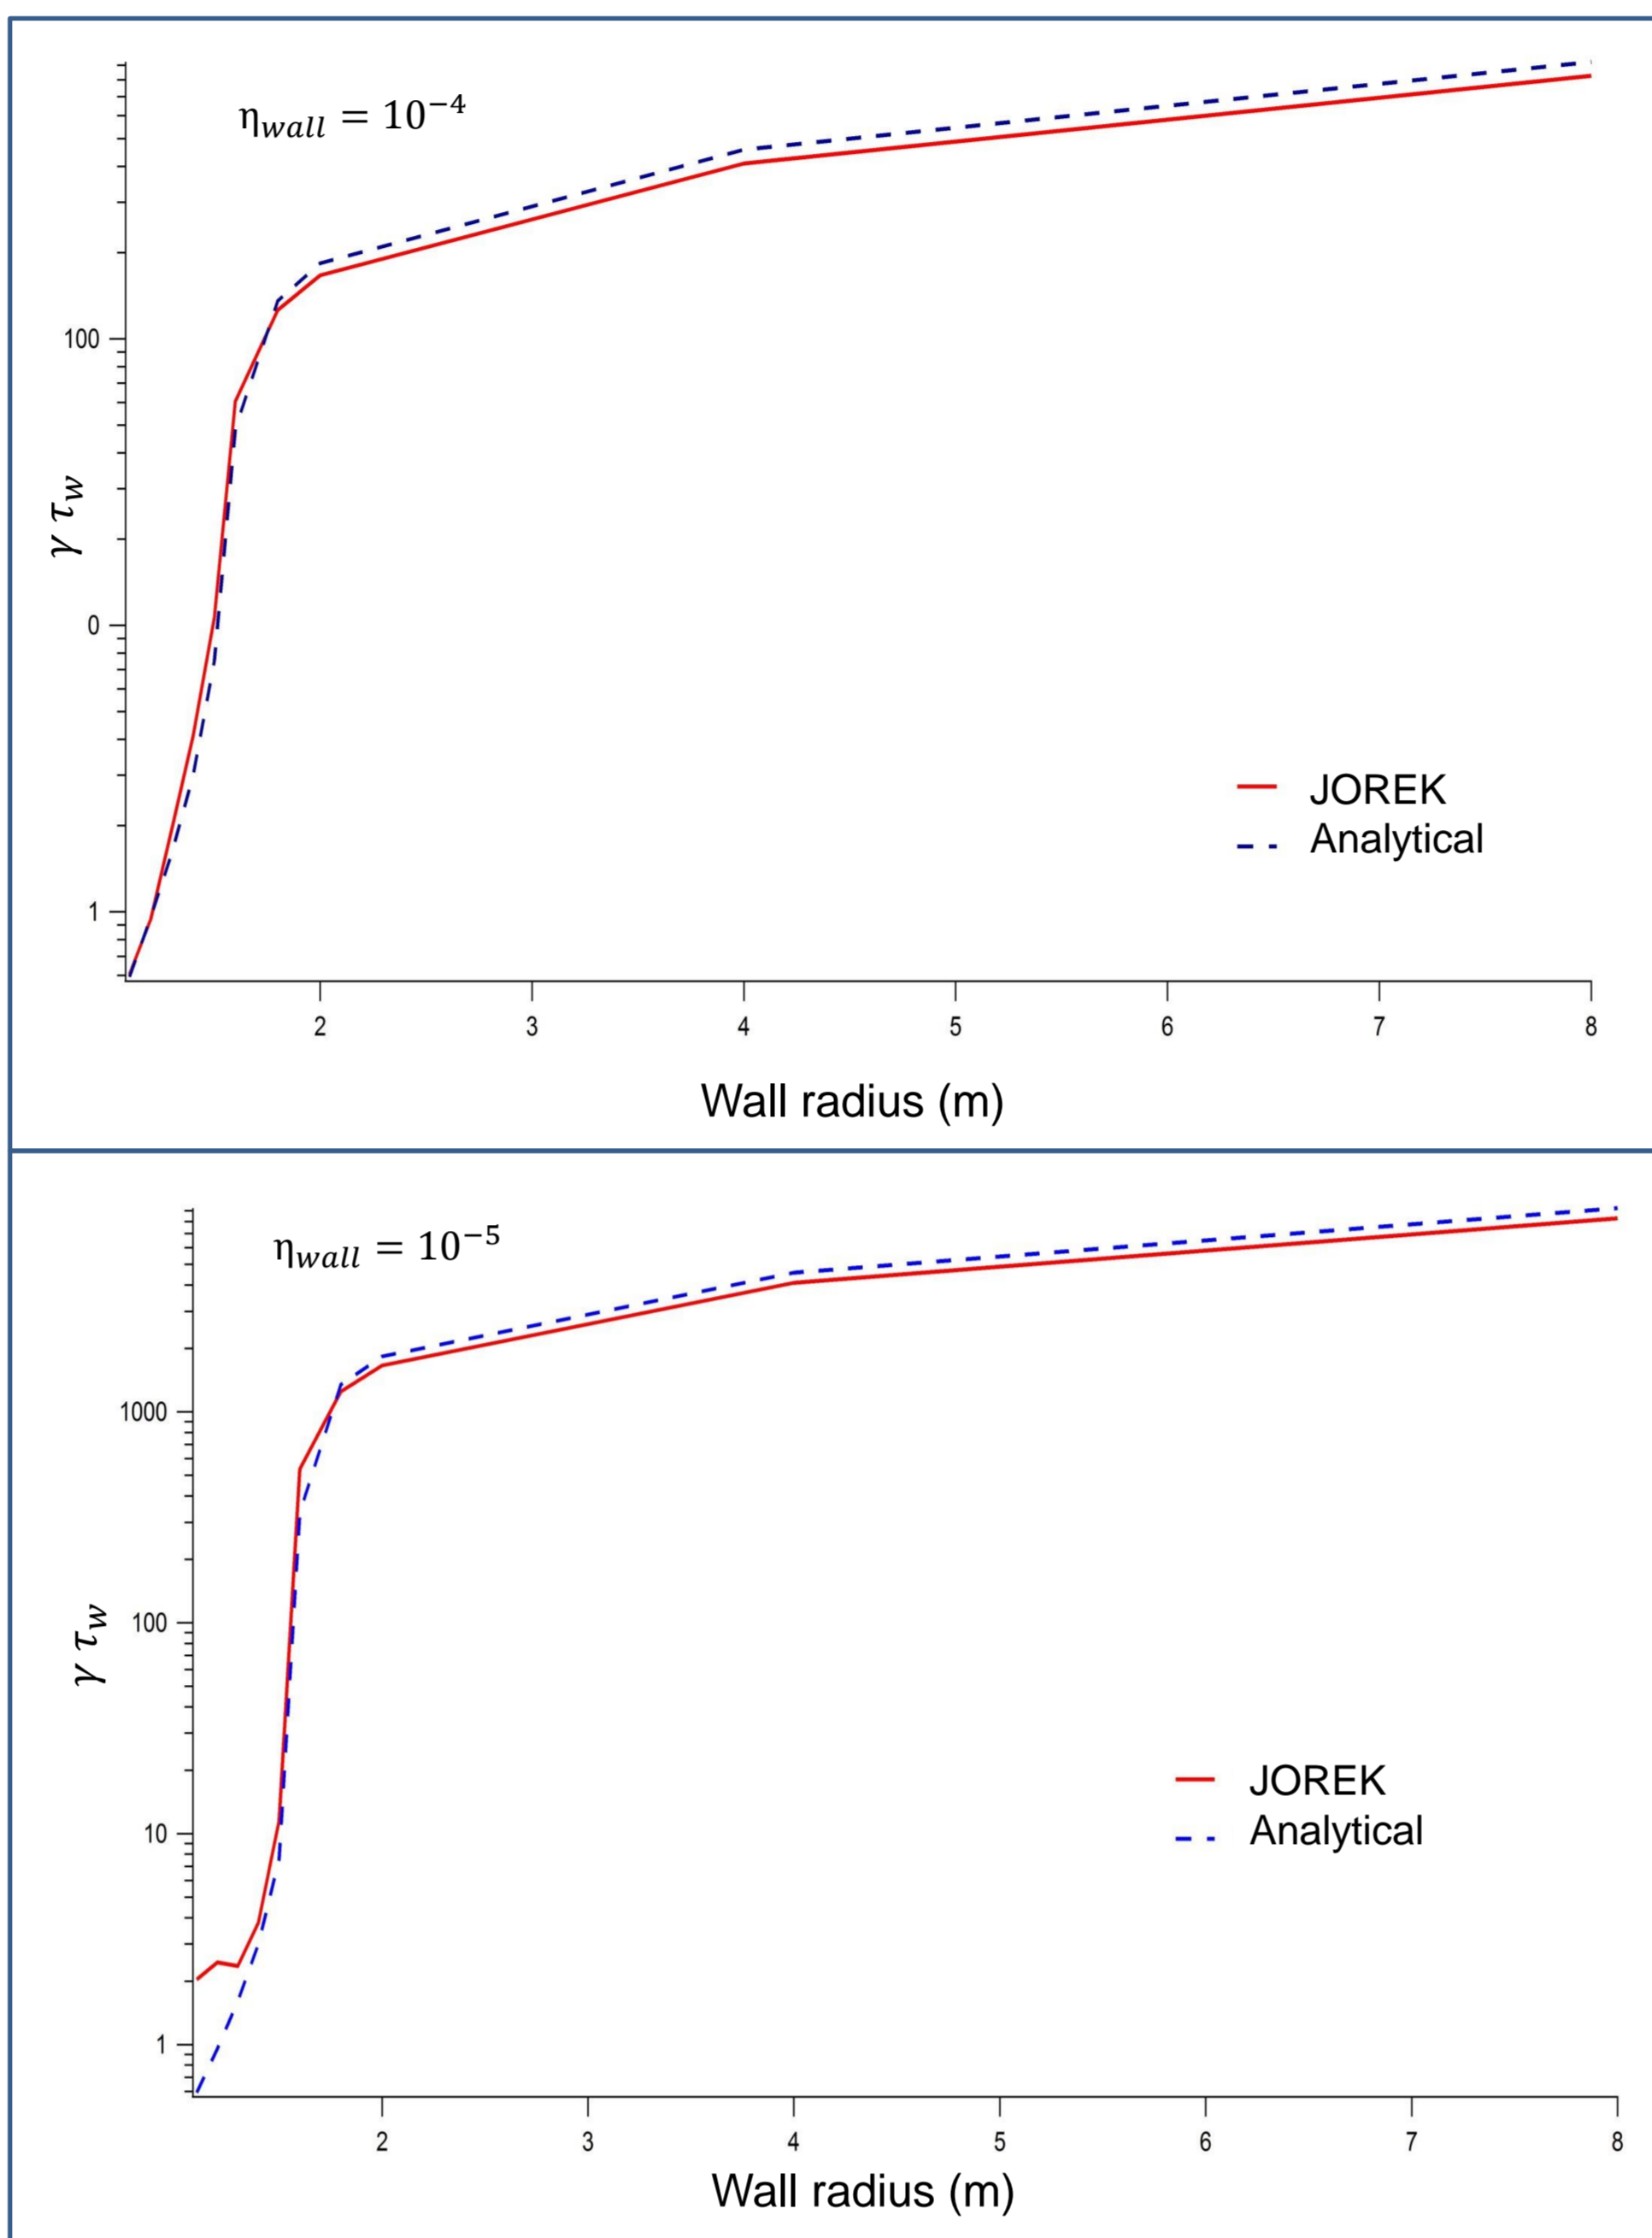 η_wall = 10^−4
100
0
1
γ τ_w
JOREK
Analytical
2 3 4 5 6 7 8
Wall radius (m)
η_wall = 10^−5
1000
100
10
1
γ τ_w
JOREK
Analytical
2 3 4 5 6 7 8
Wall radius (m)